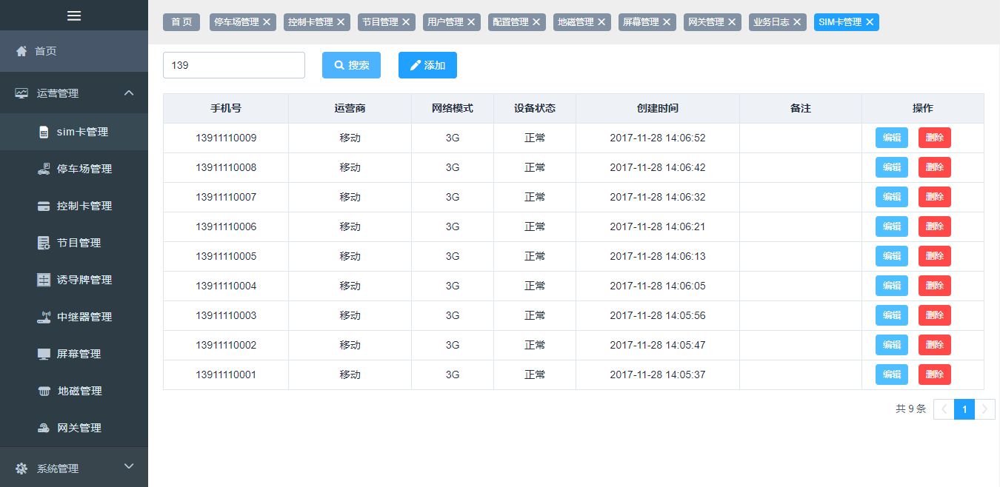 首页
运营管理
sim卡管理
停车场管理
控制卡管理
节目管理
诱导牌管理
中继器管理
屏幕管理
地磁管理
网关管理
系统管理
首 页 停车场管理 控制卡管理 节目管理 用户管理 配置管理 地磁管理 屏幕管理 网关管理 业务日志 SIM卡管理
139 搜索 添加
手机号 运营商 网络模式 设备状态 创建时间 备注 操作
13911110009 移动 3G 正常 2017-11-28 14:06:52 编辑 删除
13911110008 移动 3G 正常 2017-11-28 14:06:42 编辑 删除
13911110007 移动 3G 正常 2017-11-28 14:06:32 编辑 删除
13911110006 移动 3G 正常 2017-11-28 14:06:21 编辑 删除
13911110005 移动 3G 正常 2017-11-28 14:06:13 编辑 删除
13911110004 移动 3G 正常 2017-11-28 14:06:05 编辑 删除
13911110003 移动 3G 正常 2017-11-28 14:05:56 编辑 删除
13911110002 移动 3G 正常 2017-11-28 14:05:47 编辑 删除
13911110001 移动 3G 正常 2017-11-28 14:05:37 编辑 删除
共 9 条 1